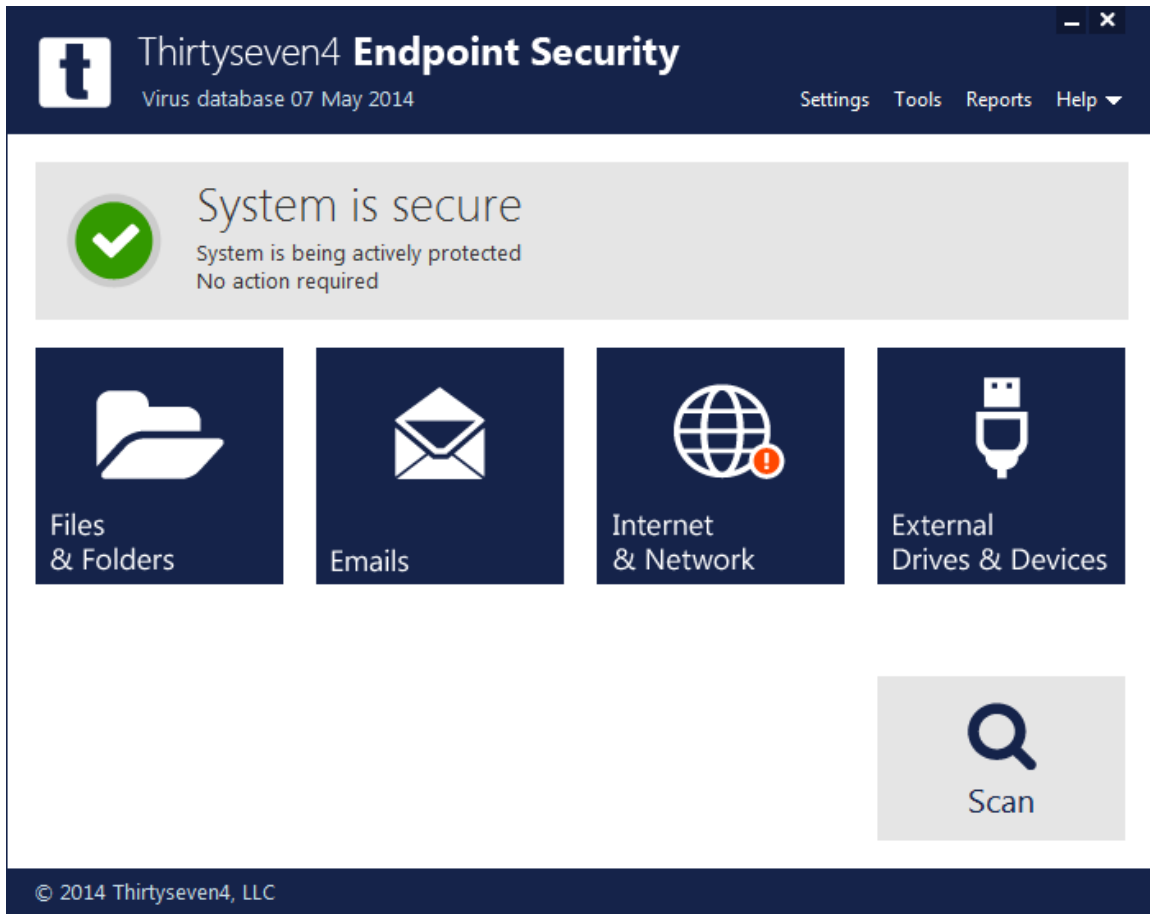 t
Thirtyseven4 Endpoint Security
Virus database 07 May 2014
Settings Tools Reports Help
System is secure
System is being actively protected
No action required
Files
& Folders
Emails
Internet
& Network
External
Drives & Devices
Scan
© 2014 Thirtyseven4, LLC